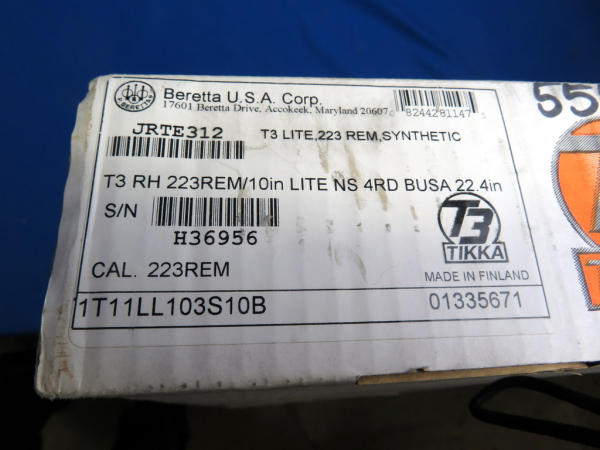 Beretta U.S.A. Corp.
17601 Beretta Drive, Accokeek, Maryland 20607
8244281147
JRTE312
T3 LITE,223 REM,SYNTHETIC
T3 RH 223REM/10in LITE NS 4RD BUSA 22.4in
S/N
H36956
T3
TIKKA
CAL. 223REM
MADE IN FINLAND
1T11LL103S10B
01335671